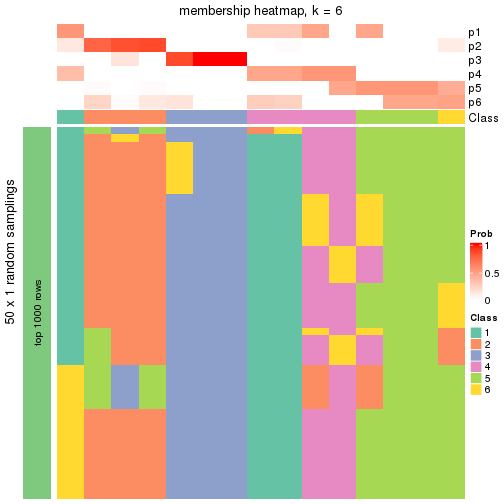 membership heatmap, k = 6
p1
p2
p3
p4
p5
p6
Class
50 x 1 random samplings
top 1000 rows
Prob
1
0.5
0
Class
1
2
3
4
5
6